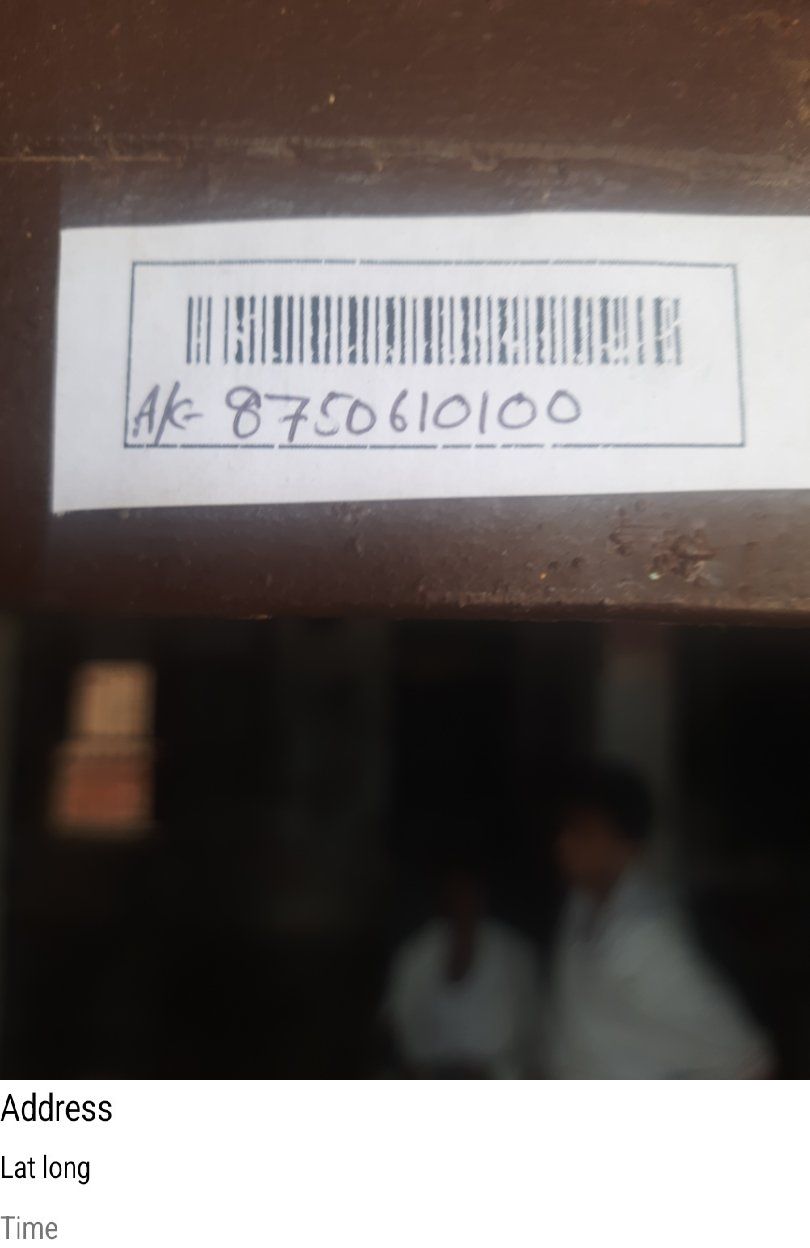 A/c- 8750610100
Address
Lat long
Time